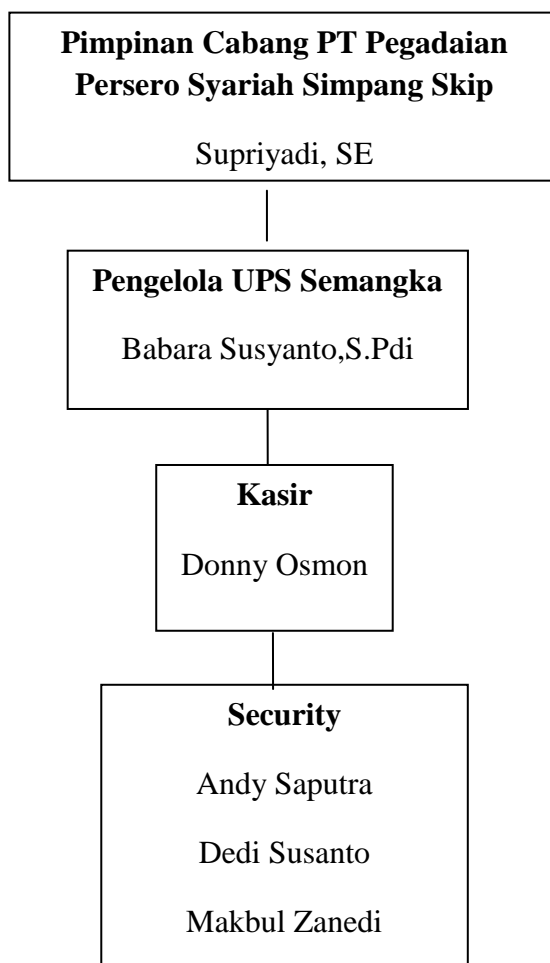 Pimpinan Cabang PT Pegadaian
Persero Syariah Simpang Skip
Supriyadi, SE
Pengelola UPS Semangka
Babara Susyanto,S.Pdi
Kasir
Donny Osmon
Security
Andy Saputra
Dedi Susanto
Makbul Zanedi